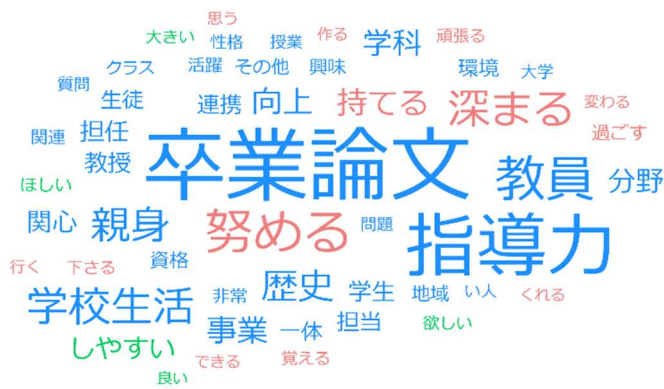 思う
大きい 性格 授業 作る 学科 頑張る
クラス 活躍 その他 興味 環境 大学
質問 生徒 連携 向上 持てる 深まる 変わる
関連 担任 過ごす
教授 卒業論文 教員 分野
ほしい
関心 親身 努める 問題 指導力
行く 下さる 資格
学校生活 非常 歴史 学生 地域 い人 くれる
事業 一体 担当 欲しい
しやすい できる 覚える
良い